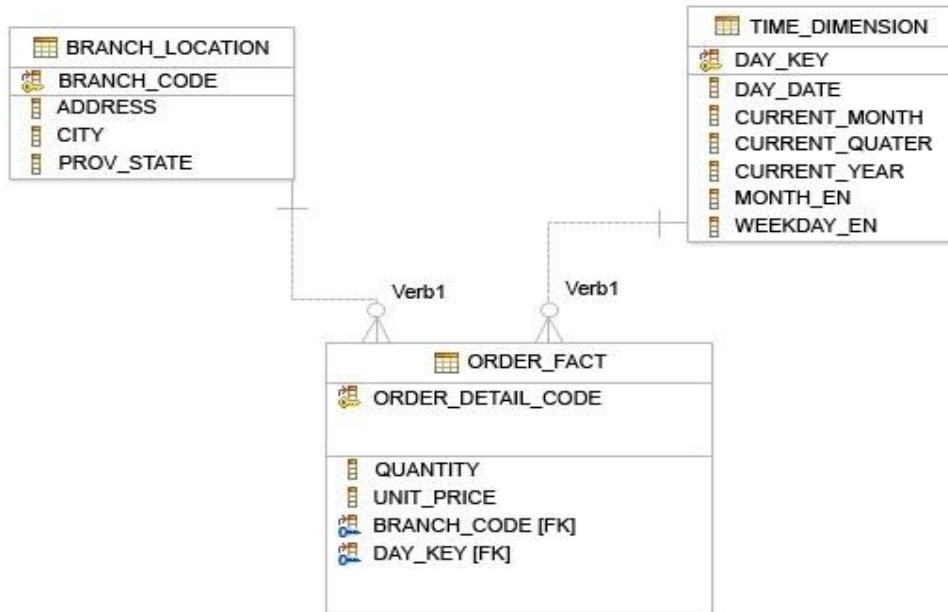 BRANCH_LOCATION
BRANCH_CODE
ADDRESS
CITY
PROV_STATE
TIME_DIMENSION
DAY_KEY
DAY_DATE
CURRENT_MONTH
CURRENT_QUATER
CURRENT_YEAR
MONTH_EN
WEEKDAY_EN
Verb1
Verb1
ORDER_FACT
ORDER_DETAIL_CODE
QUANTITY
UNIT_PRICE
BRANCH_CODE [FK]
DAY_KEY [FK]